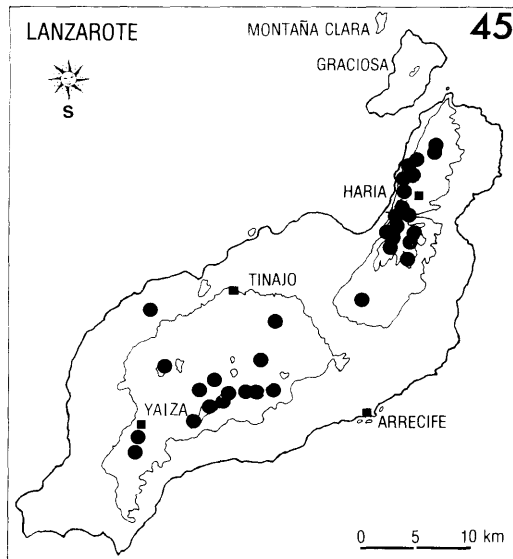 LANZAROTE
MONTAÑA CLARA
45
GRACIOSA
S
HARIA
TINAJO
YAIZA
ARRECIFE
0 5 10 km